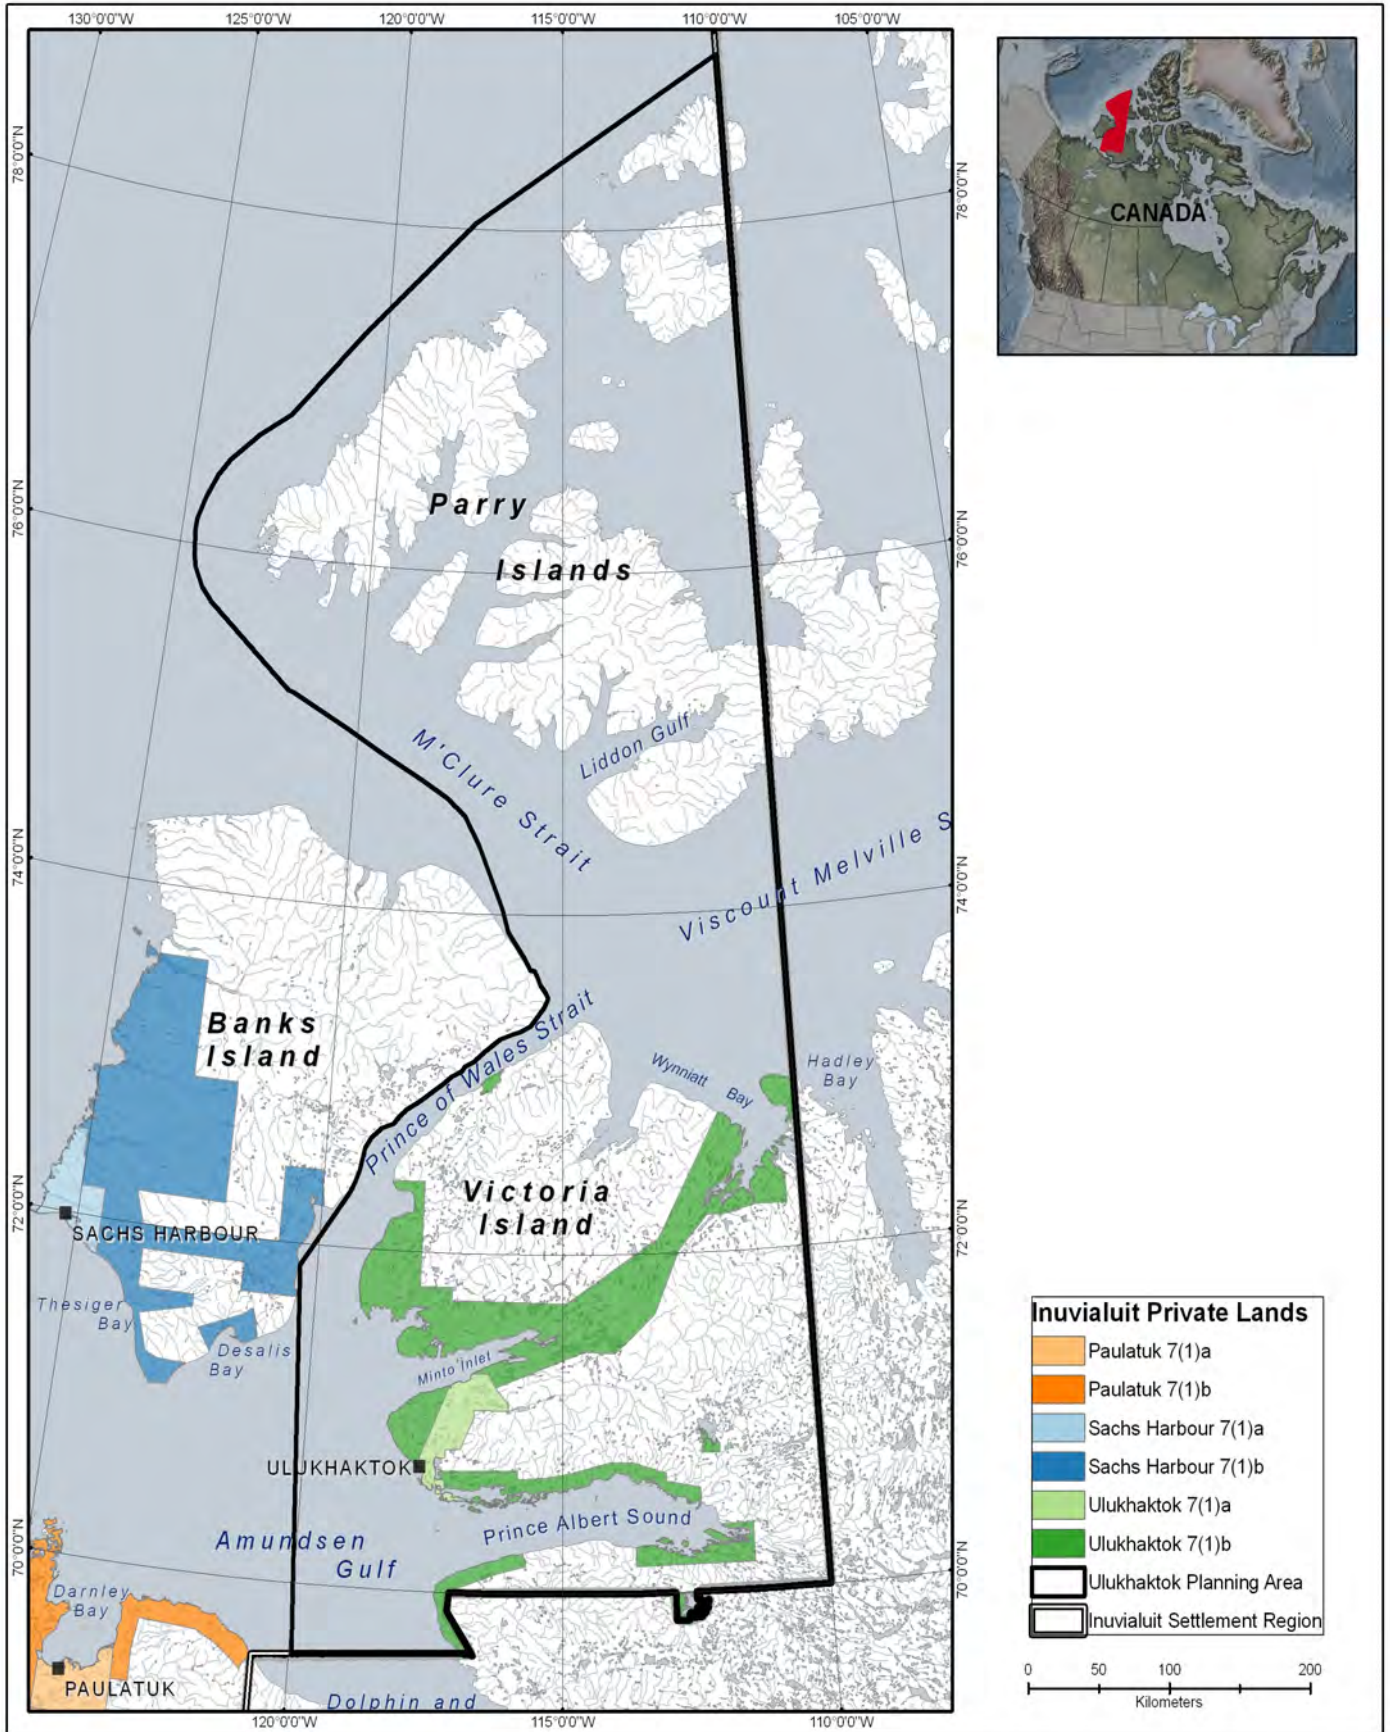 130°0'0"W
125°0'0"W
120°0'0"W
115°0'0"W
110°0'0"W
105°0'0"W
78°0'0"N
78°0'0"N
CANADA
76°0'0"N
76°0'0"N
Parry
Islands
M'Clure Strait
Liddon Gulf
74°0'0"N
74°0'0"N
Viscount Melville S
Banks
Island
Prince of Wales Strait
Wynniatt Bay
Hadley
Bay
Victoria
Island
72°0'0"N
72°0'0"N
SACHS HARBOUR
Thesiger
Bay
Desalis
Bay
Minto Inlet
ULUKHAKTOK
Prince Albert Sound
Amundsen
Gulf
70°0'0"N
70°0'0"N
Darnley
Bay
PAULATUK
Dolphin and
120°0'0"W
115°0'0"W
110°0'0"W
Inuvialuit Private Lands
Paulatuk 7(1)a
Paulatuk 7(1)b
Sachs Harbour 7(1)a
Sachs Harbour 7(1)b
Ulukhaktok 7(1)a
Ulukhaktok 7(1)b
Ulukhaktok Planning Area
Inuvialuit Settlement Region
0 50 100 200
Kilometers